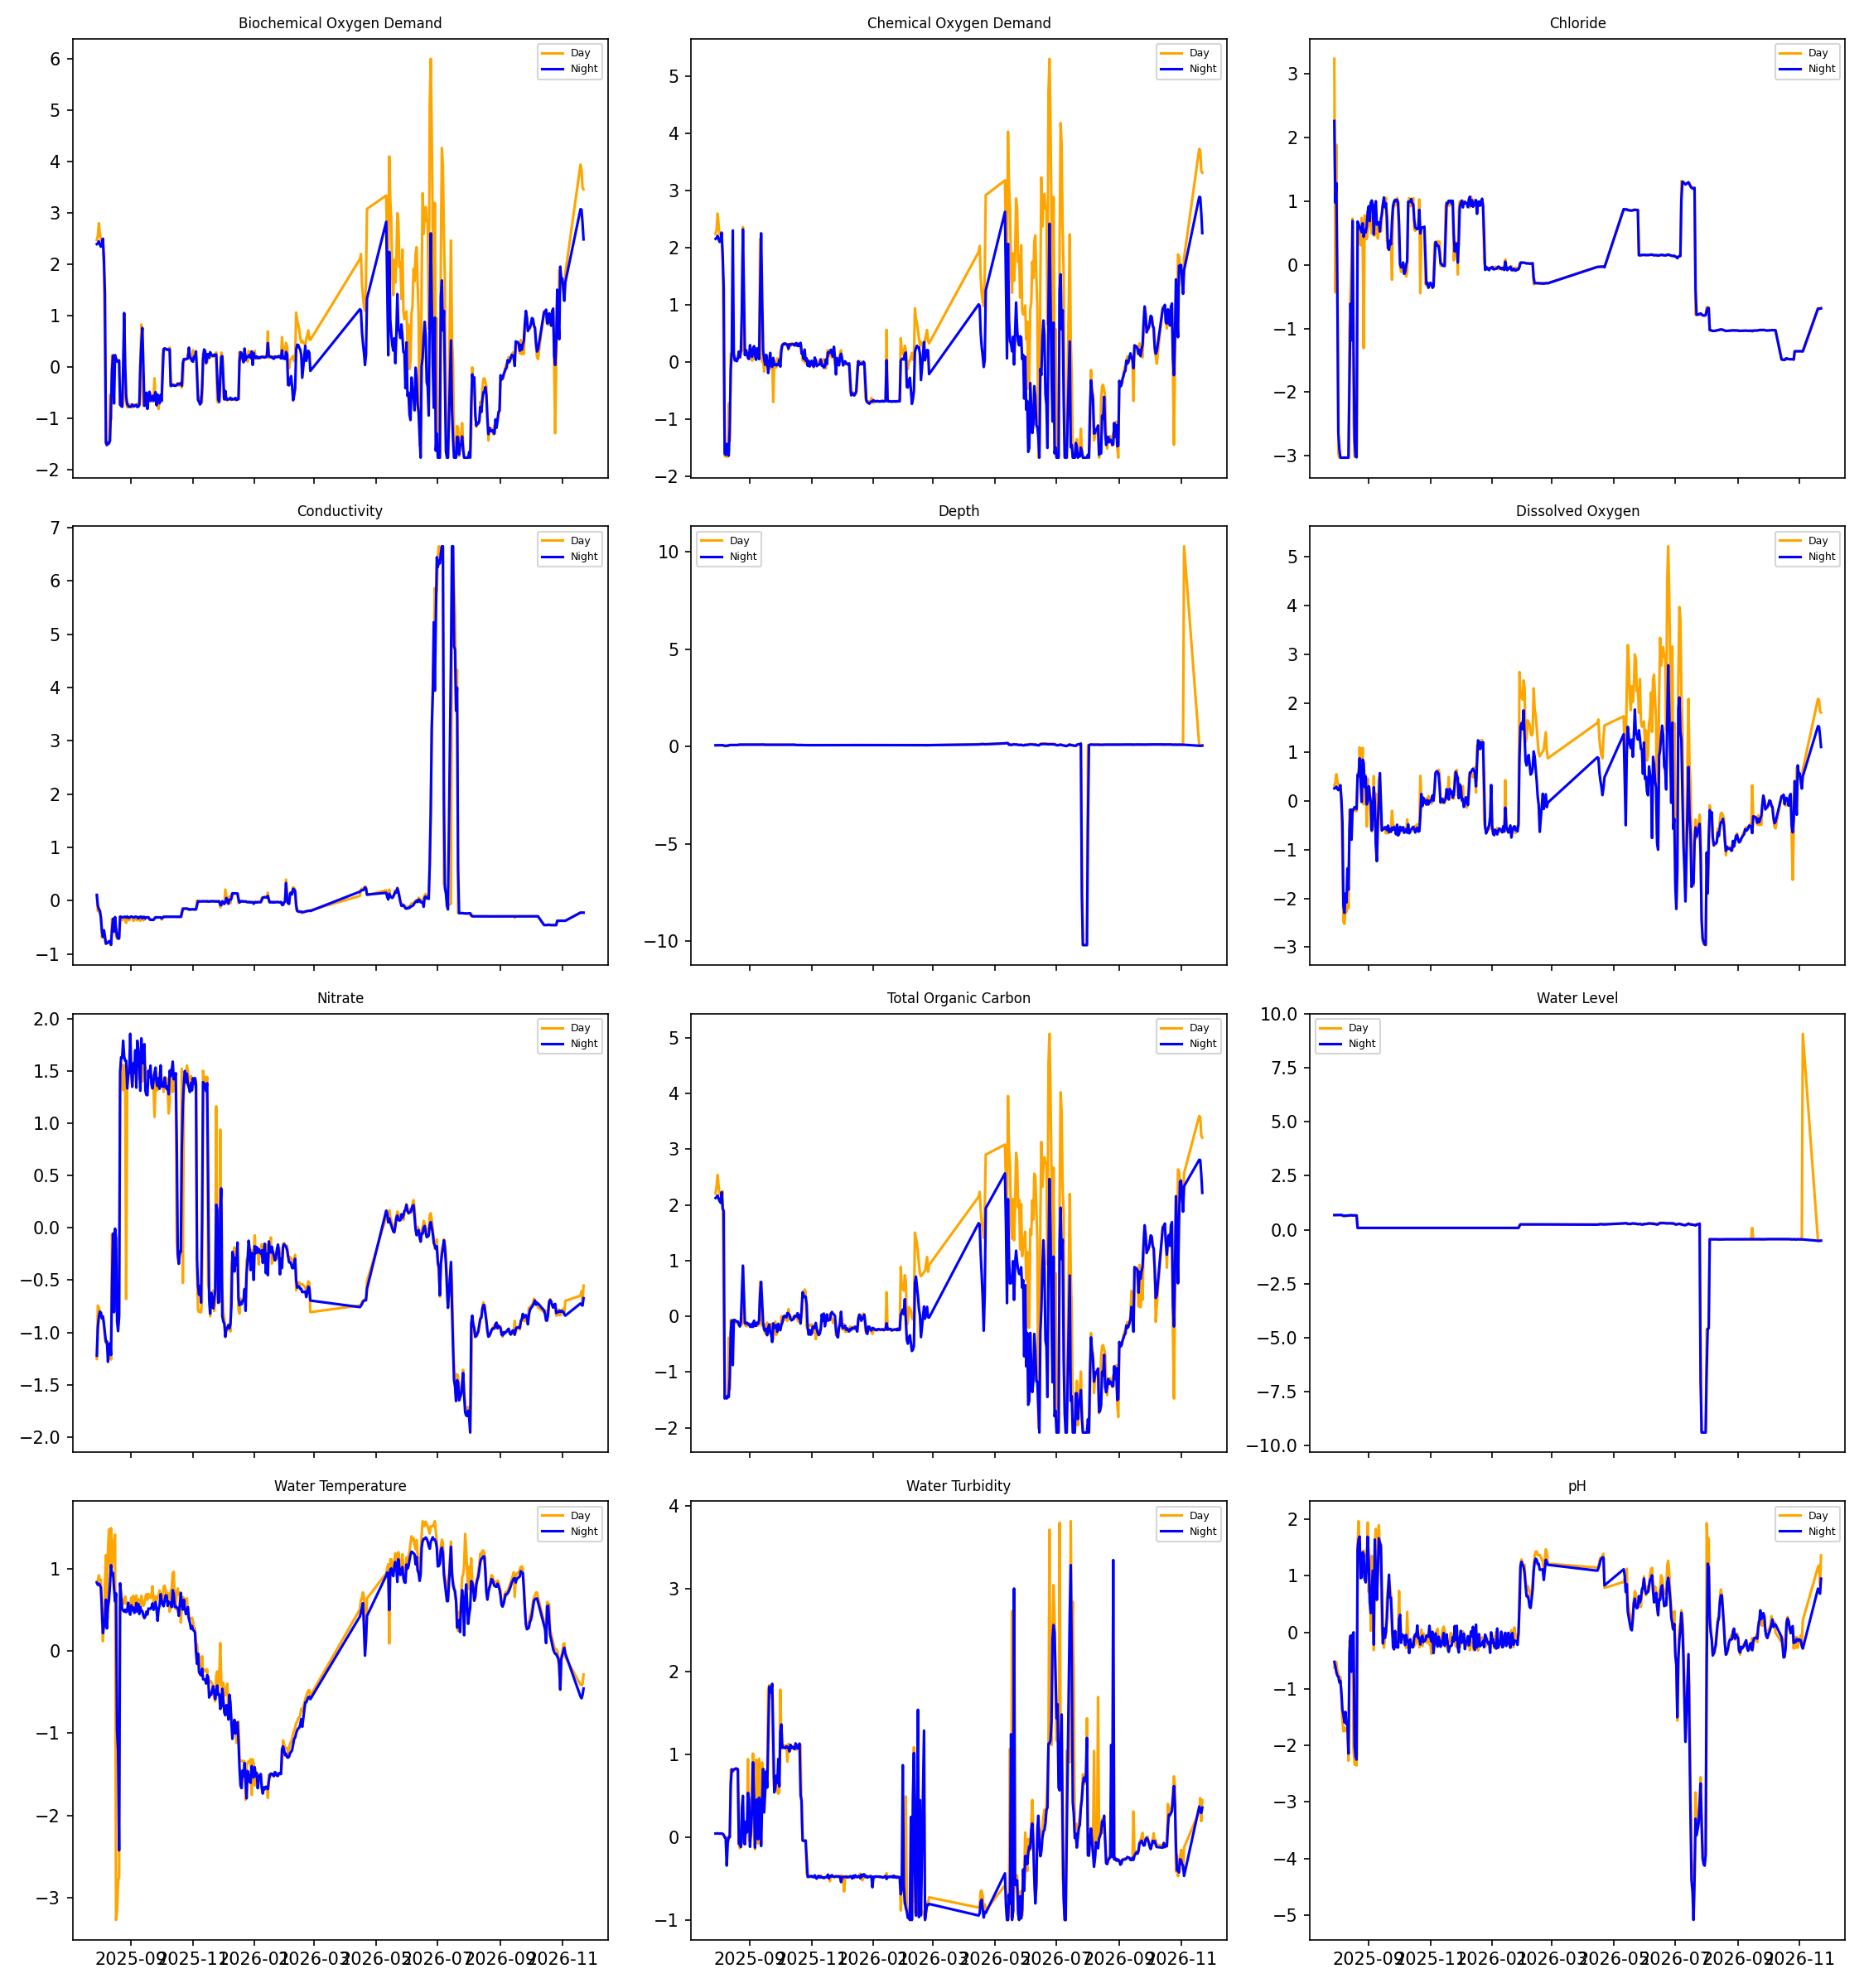 Biochemical Oxygen Demand
6
5
4
3
2
1
0
−1
−2
Day
Night
Chemical Oxygen Demand
5
4
3
2
1
0
−1
−2
Day
Night
Chloride
3
2
1
0
−1
−2
−3
Day
Night
Conductivity
7
6
5
4
3
2
1
0
−1
Day
Night
Depth
10
5
0
−5
−10
Day
Night
Dissolved Oxygen
5
4
3
2
1
0
−1
−2
−3
Day
Night
Nitrate
2.0
1.5
1.0
0.5
0.0
−0.5
−1.0
−1.5
−2.0
Day
Night
Total Organic Carbon
5
4
3
2
1
0
−1
−2
Day
Night
Water Level
10.0
7.5
5.0
2.5
0.0
−2.5
−5.0
−7.5
−10.0
Day
Night
Water Temperature
1
0
−1
−2
−3
Day
Night
2025-09 2025-11 2026-01 2026-03 2026-05 2026-07 2026-09 2026-11
Water Turbidity
4
3
2
1
0
−1
Day
Night
2025-09 2025-11 2026-01 2026-03 2026-05 2026-07 2026-09 2026-11
pH
2
1
0
−1
−2
−3
−4
−5
Day
Night
2025-09 2025-11 2026-01 2026-03 2026-05 2026-07 2026-09 2026-11